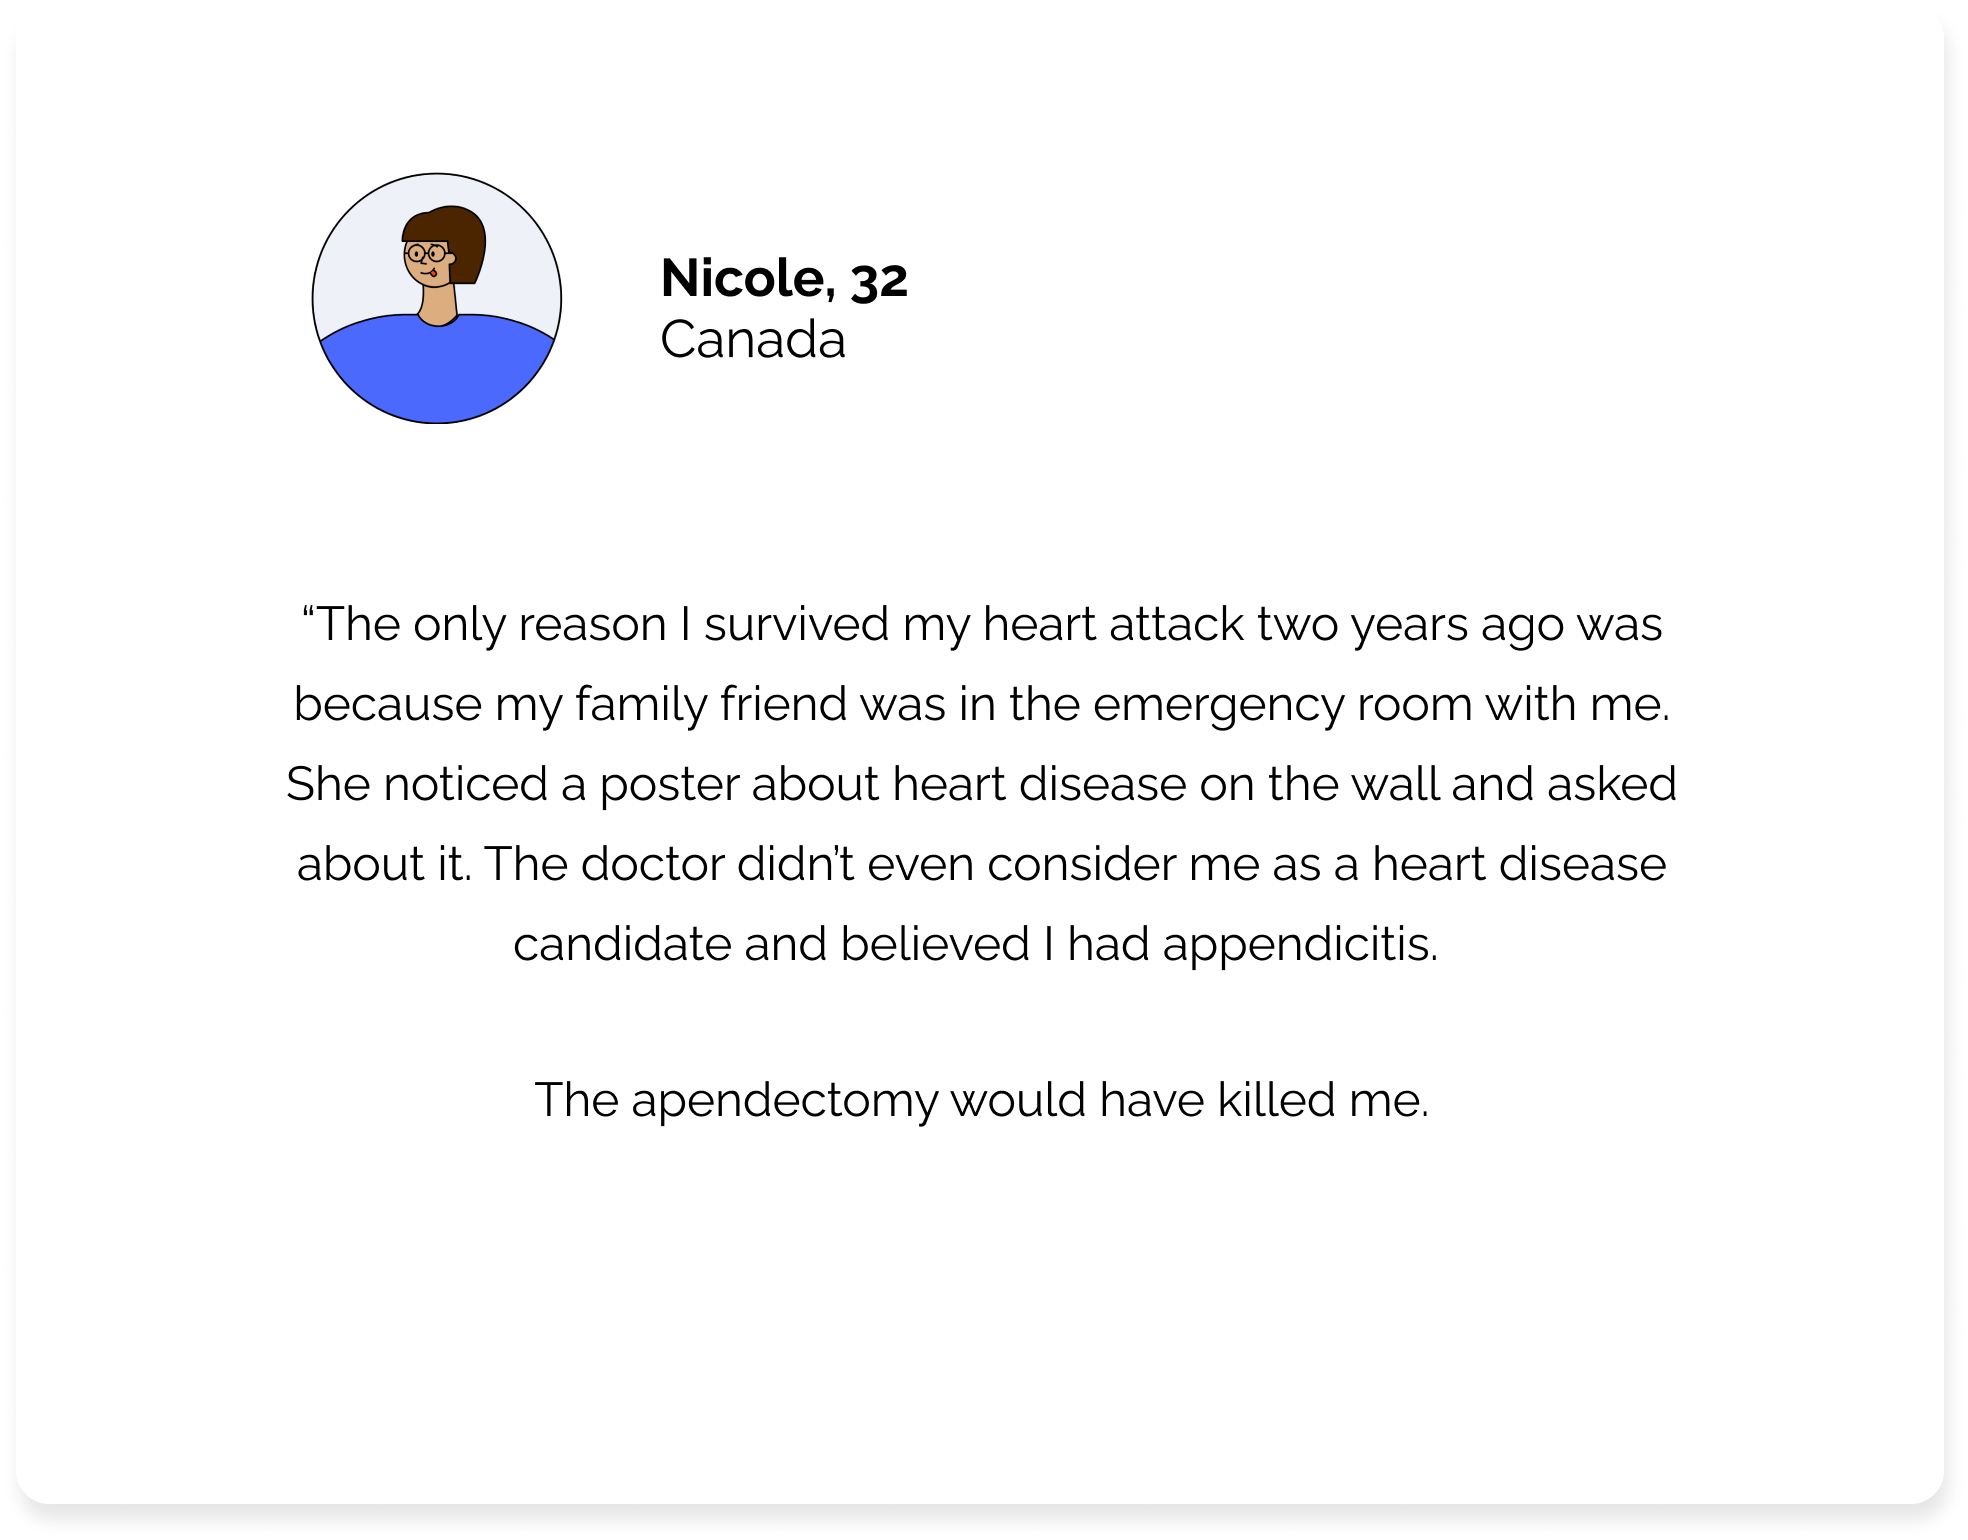 Nicole, 32
Canada
“The only reason I survived my heart attack two years ago was
because my family friend was in the emergency room with me.
She noticed a poster about heart disease on the wall and asked
about it. The doctor didn’t even consider me as a heart disease
candidate and believed I had appendicitis.
The apendectomy would have killed me.